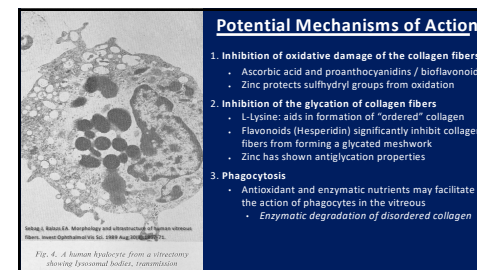 Potential Mechanisms of Action
1. Inhibition of oxidative damage of the collagen fibers
• Ascorbic acid and proanthocyanidins / bioflavonoid
• Zinc protects sulfhydryl groups from oxidation
2. Inhibition of the glycation of collagen fibers
• L-Lysine: aids in formation of “ordered” collagen
• Flavonoids (Hesperidin) significantly inhibit collage
fibers from forming a glycated meshwork
• Zinc has shown antiglycation properties
3. Phagocytosis
• Antioxidant and enzymatic nutrients may facilitate
the action of phagocytes in the vitreous
• Enzymatic degradation of disordered collagen
Sebag J, Balazs EA. Morphology and ultrastructure of human vitreous
fibers. Invest Ophthalmol Vis Sci. 1989 Aug
Fig. 4. A human hyalocyte from a vitrectomy
showing lysosomal bodies, transmission